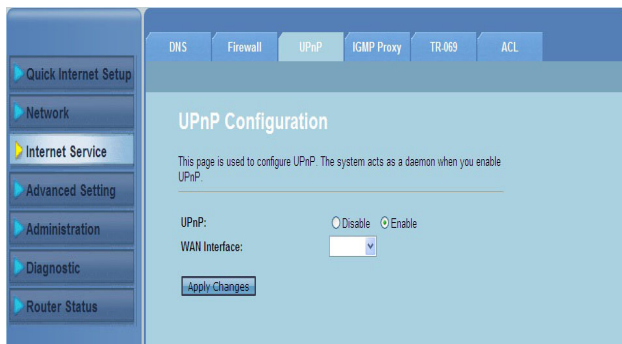 DNS Firewall UPnP IGMP Proxy TR-069 ACL
Quick Internet Setup
Network
Internet Service
Advanced Setting
Administration
Diagnostic
Router Status
UPnP Configuration
This page is used to configure UPnP. The system acts as a daemon when you enable
UPnP.
UPnP: Disable Enable
WAN Interface:
Apply Changes